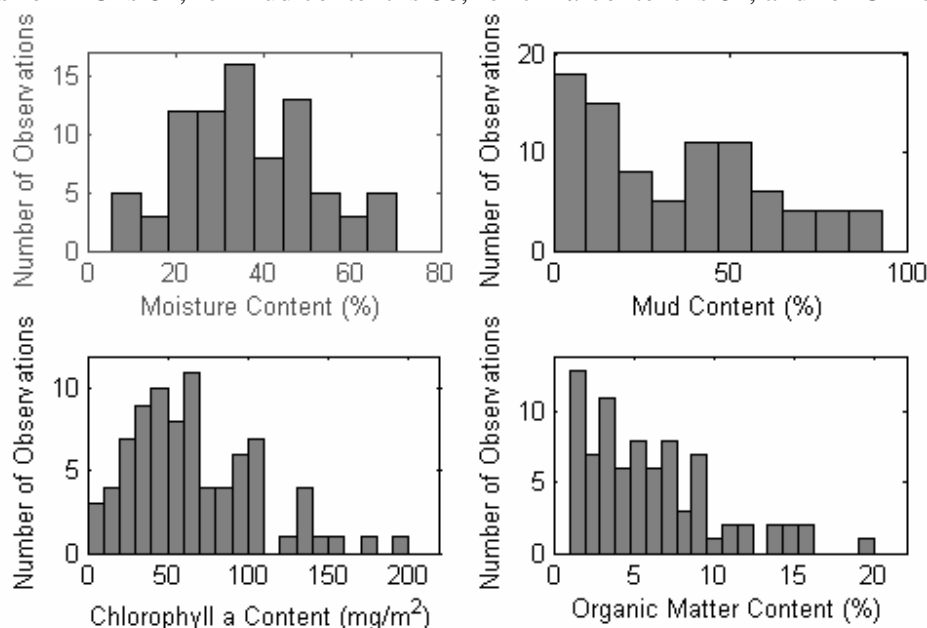 Number of Observations
15
10
5
0
0 20 40 60 80
Moisture Content (%)
Number of Observations
20
10
0
0 50 100
Mud Content (%)
Number of Observations
10
5
0
0 50 100 150 200
Chlorophyll a Content (mg/m²)
Number of Observations
10
5
0
0 5 10 15 20
Organic Matter Content (%)